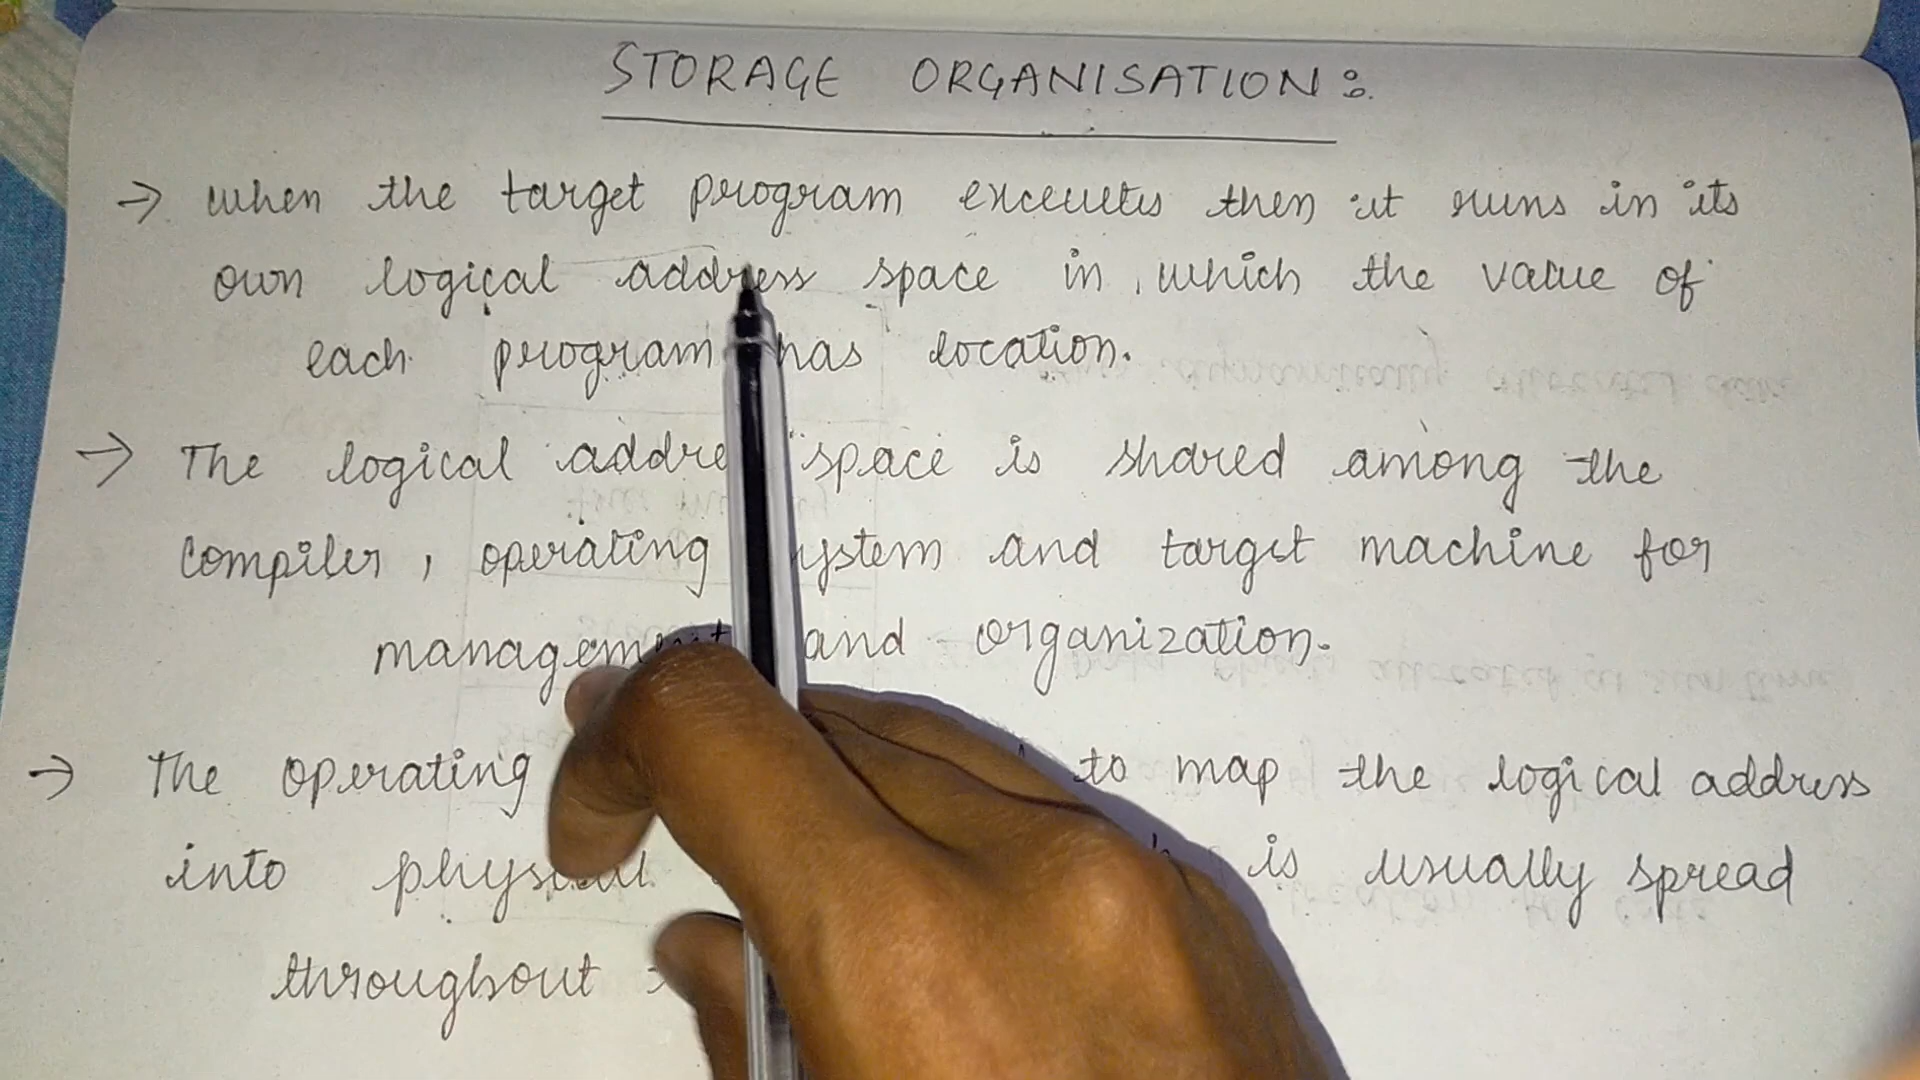 STORAGE ORGANISATION :
→ when the target program executes then it runs in its
own logical address space in which the value of
each program has location.
→ The logical addre space is shared among the
compiler, operating ystem and target machine for
management and organization.
→ The operating to map the logical address
into physical is usually spread
throughout